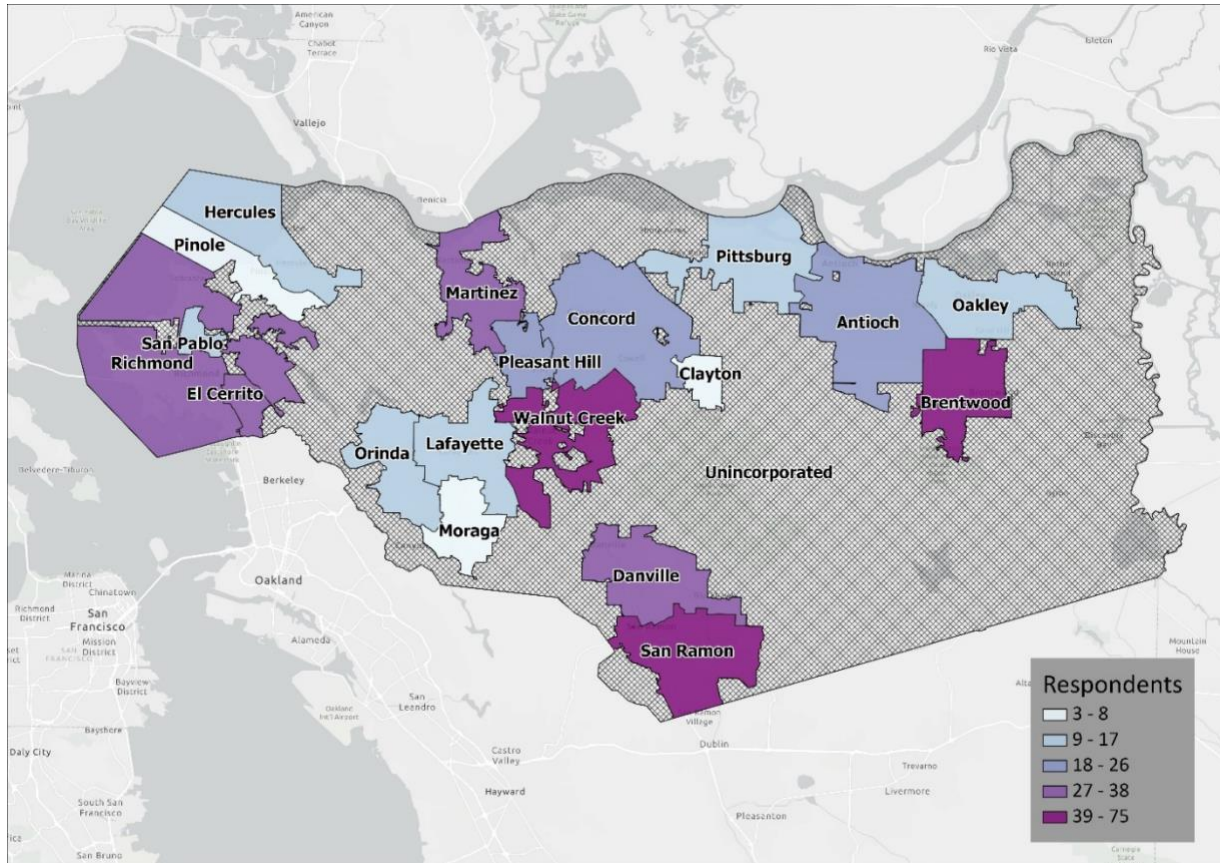 American
Canyon
Chabot
Terrace
Vallejo
Benicia
Rio Vista
Isleton
Hercules
Pinole
Martinez
Pittsburg
Concord
Antioch
Oakley
San Pablo
Richmond
Pleasant Hill
Clayton
El Cerrito
Brentwood
Walnut Creek
Lafayette
Orinda
Unincorporated
Moraga
Belvedere-Tiburon
Berkeley
Danville
San Ramon
Oakland
Marina
District
Chinatown
Richmond
District
San
Francisco
Mission
District
Alameda
Mountain
House
Bayview
District
San
Leandro
Oakland
Int'l Airport
Bayshore
Daly City
Castro
Valley
Dublin
Hayward
Trevarno
Livermore
Pleasanton
South San
Francisco
San Bruno
Respondents
3 - 8
9 - 17
18 - 26
27 - 38
39 - 75